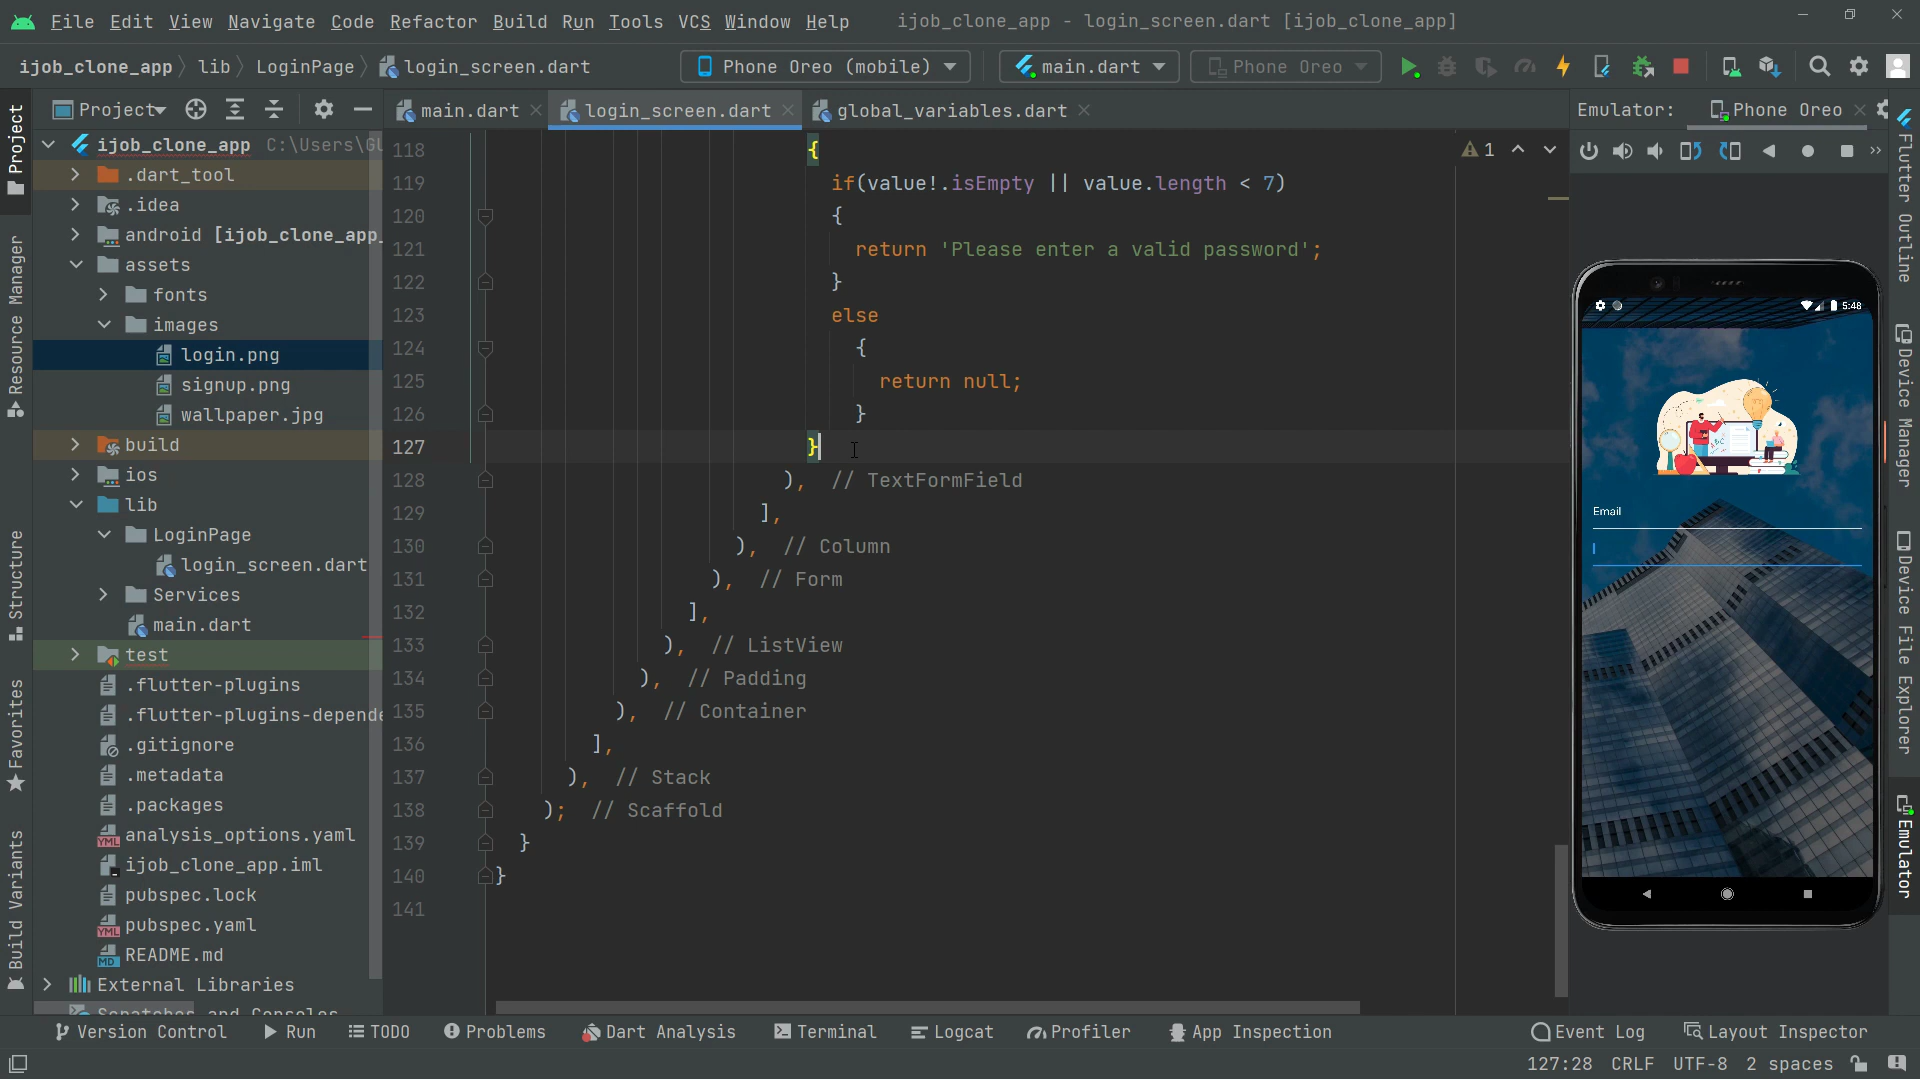 File Edit View Navigate Code Refactor Build Run Tools VCS Window Help ijob_clone_app - login_screen.dart [ijob_clone_app]
ijob_clone_app lib LoginPage login_screen.dart Phone Oreo (mobile) main.dart Phone Oreo
Project main.dart login_screen.dart global_variables.dart Emulator: Phone Oreo
ijob_clone_app C:\Users\
.dart_tool
.idea
android [ijob_clone_app_
assets
fonts
images
login.png
signup.png
wallpaper.jpg
build
ios
lib
LoginPage
login_screen.dart
Services
main.dart
test
.flutter-plugins
.flutter-plugins-depende
.gitignore
.metadata
.packages
analysis_options.yaml
ijob_clone_app.iml
pubspec.lock
pubspec.yaml
README.md
External Libraries
Scratches and Consoles
118 {
119 if(value!.isEmpty || value.length < 7)
120 {
121 return 'Please enter a valid password';
122 }
123 else
124 {
125 return null;
126 }
127 }
128 ), // TextFormField
129 ],
130 ), // Column
131 ), // Form
132 ],
133 ), // ListView
134 ), // Padding
135 ), // Container
136 ],
137 ), // Stack
138 ); // Scaffold
139 }
140 }
141
1
5:48
ABC
Email
Project
Resource Manager
Structure
Favorites
Build Variants
Flutter Outline
Device Manager
Device File Explorer
Emulator
Version Control Run TODO Problems Dart Analysis Terminal Logcat Profiler App Inspection Event Log Layout Inspector
127:28 CRLF UTF-8 2 spaces